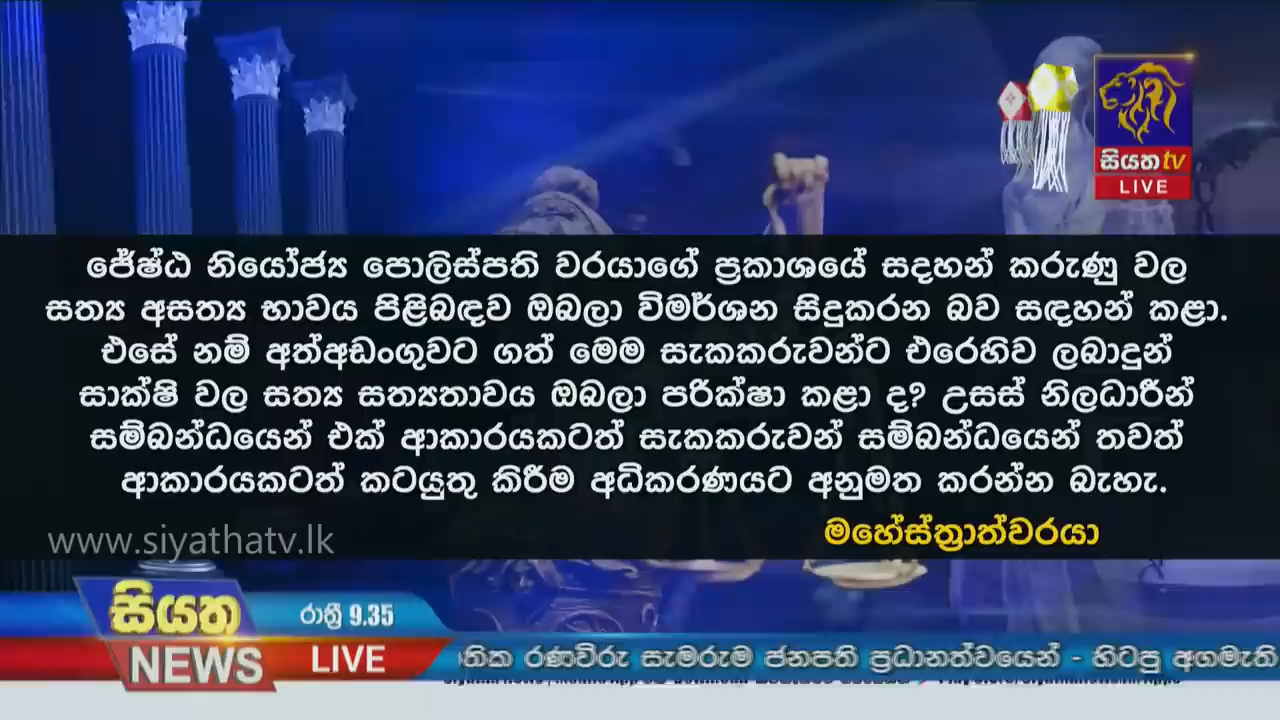 සියත tv
LIVE
ජේෂ්ඨ නියෝජ්‍ය පොලිස්පති වරයාගේ ප්‍රකාශයේ සදහන් කරුණු වල
සත්‍ය අසත්‍ය භාවය පිළිබඳව ඔබලා විමර්ශන සිදුකරන බව සඳහන් කළා.
එසේ නම් අත්අඩංගුවට ගත් මෙම සැකකරුවන්ට එරෙහිව ලබාදුන්
සාක්ෂි වල සත්‍ය සත්‍යතාවය ඔබලා පරික්ෂා කළා ද? උසස් නිලධාරීන්
සම්බන්ධයෙන් එක් ආකාරයකටත් සැකකරුවන් සම්බන්ධයෙන් තවත්
ආකාරයකටත් කටයුතු කිරීම අධිකරණයට අනුමත කරන්න බැහැ.
මහේස්ත්‍රාත්වරයා
www.siyathatv.lk
සියත
NEWS
රාත්‍රී 9.35
LIVE
රණවිරු සැමරුම ජනපති ප්‍රධානත්වයෙන් - හිටපු අගමැති